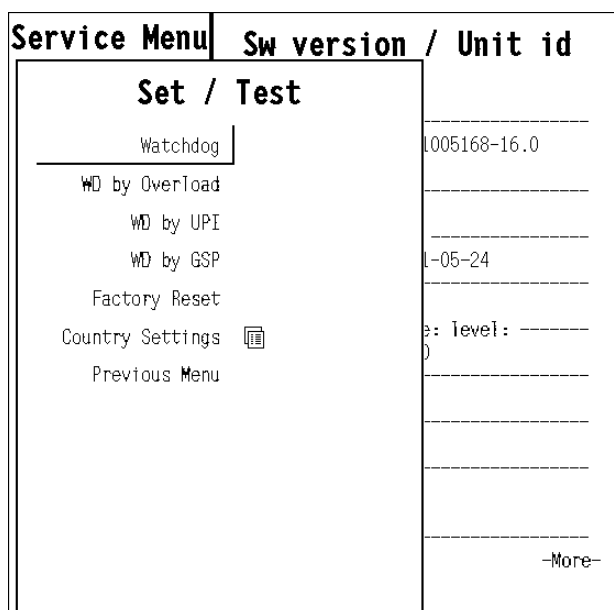 Service Menu
Sw version / Unit id
Set / Test
Watchdog
WD by Overload
WD by UPI
WD by GSP
Factory Reset
Country Settings
Previous Menu
1005168-16.0
-05-24
level:
-More-